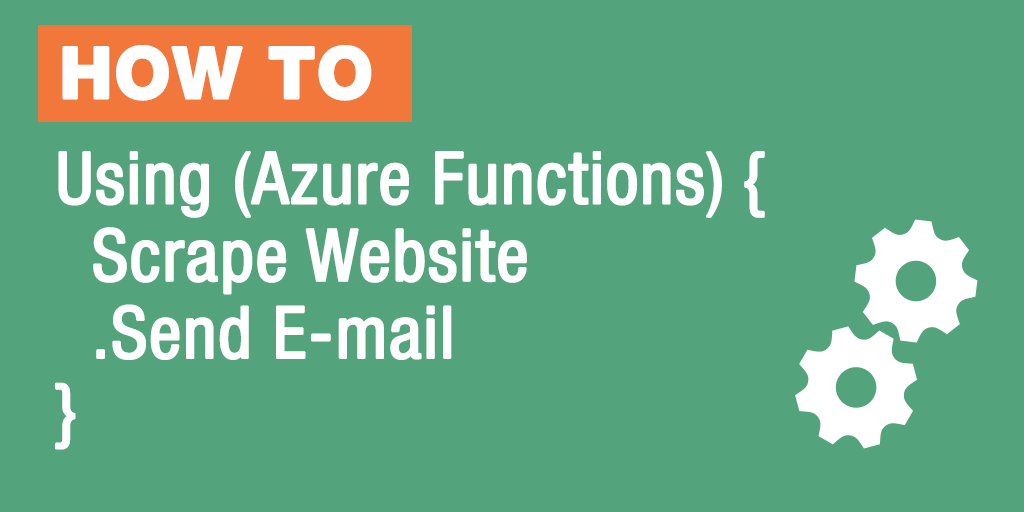 HOW TO
Using (Azure Functions) {
Scrape Website
.Send E-mail
}